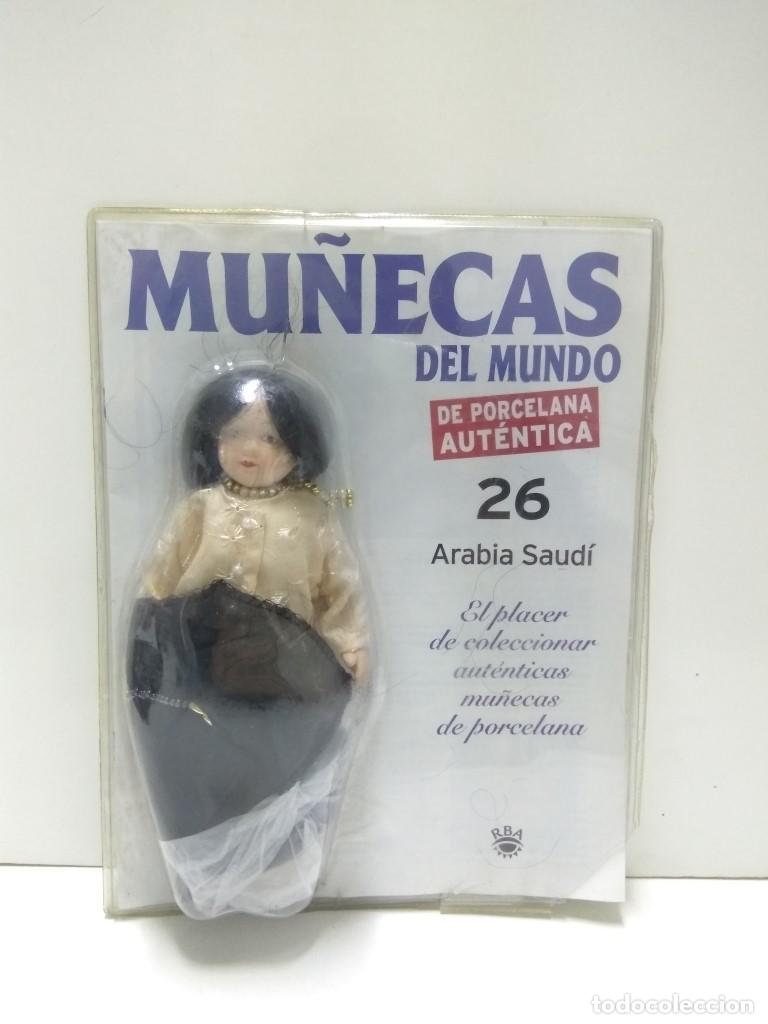 MUÑECAS
DEL MUNDO
DE PORCELANA
AUTÉNTICA
26
Arabia Saudí
El placer
de coleccionar
auténticas
muñecas
de porcelana
RBA
todocoleccion